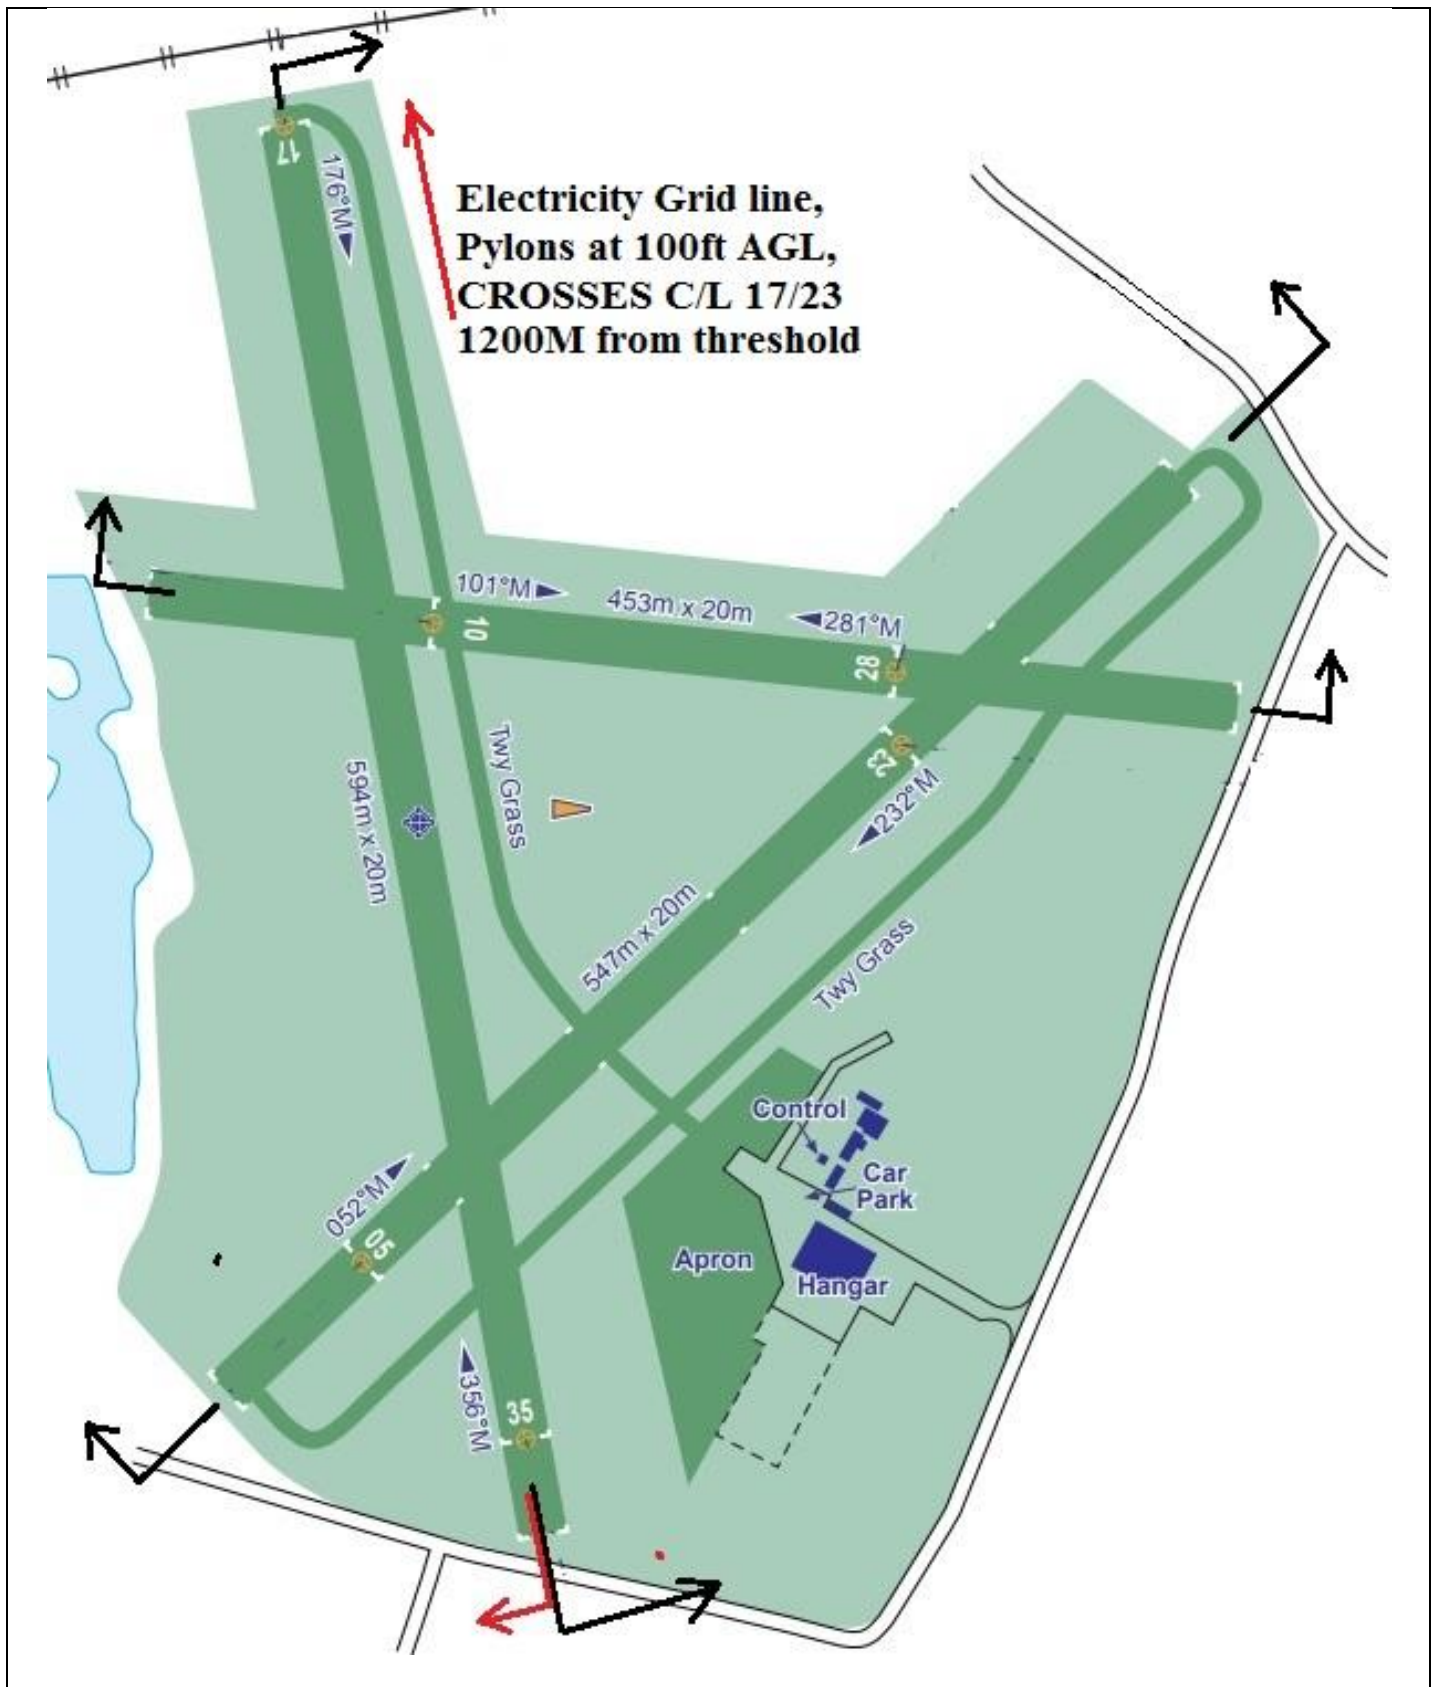 17
176°M
Electricity Grid line,
Pylons at 100ft AGL,
CROSSES C/L 17/23
1200M from threshold
101°M
453m x 20m
281°M
10
28
23
232°M
Twy Grass
594m x 20m
547m x 20m
Twy Grass
Control
Car
Park
052°M
05
Apron
Hangar
356°M
35